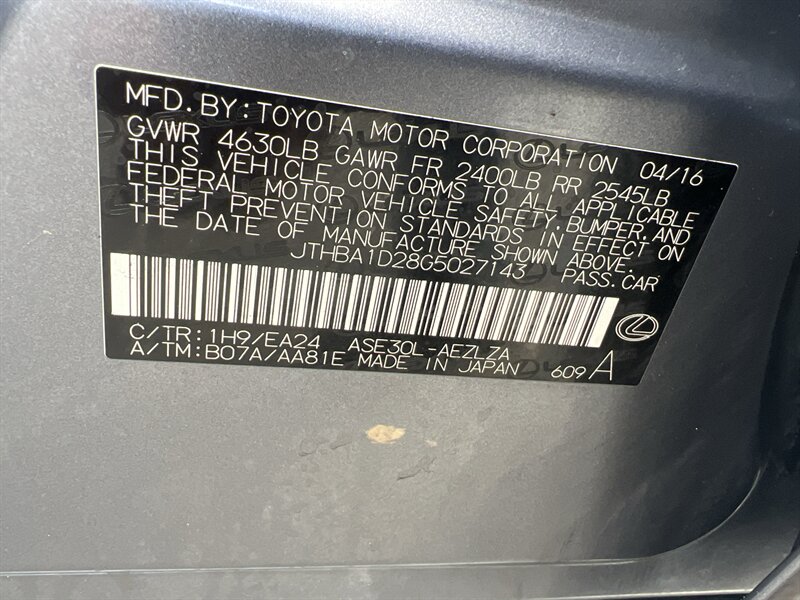 MFD. BY: TOYOTA MOTOR CORPORATION 04/16
GVWR 4630LB GAWR FR 2400LB RR 2545LB
THIS VEHICLE CONFORMS TO ALL APPLICABLE
FEDERAL MOTOR VEHICLE SAFETY, BUMPER, AND
THEFT PREVENTION STANDARDS IN EFFECT ON
THE DATE OF MANUFACTURE SHOWN ABOVE.
JTHBA1D28G5027143 PASS. CAR
C/TR: 1H9/EA24 ASE30L-AEZLZA
A/TM: B07A/AA81E MADE IN JAPAN 609 A